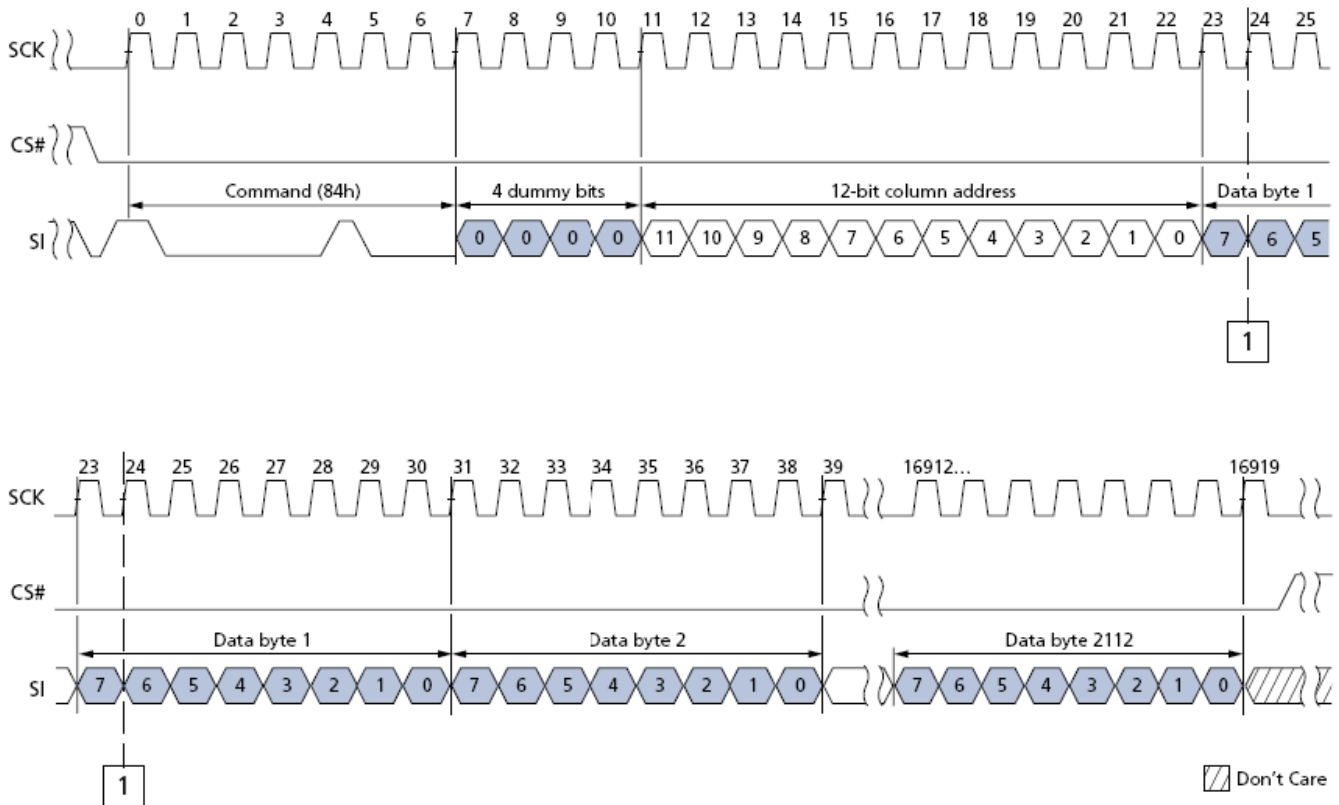 0 1 2 3 4 5 6 7 8 9 10 11 12 13 14 15 16 17 18 19 20 21 22 23 24 25
SCK
CS#
Command (84h) 4 dummy bits 12-bit column address Data byte 1
SI 0 0 0 0 11 10 9 8 7 6 5 4 3 2 1 0 7 6 5
1
23 24 25 26 27 28 29 30 31 32 33 34 35 36 37 38 39 16912... 16919
SCK
CS#
Data byte 1 Data byte 2 Data byte 2112
SI 7 6 5 4 3 2 1 0 7 6 5 4 3 2 1 0 7 6 5 4 3 2 1 0
1
Don't Care